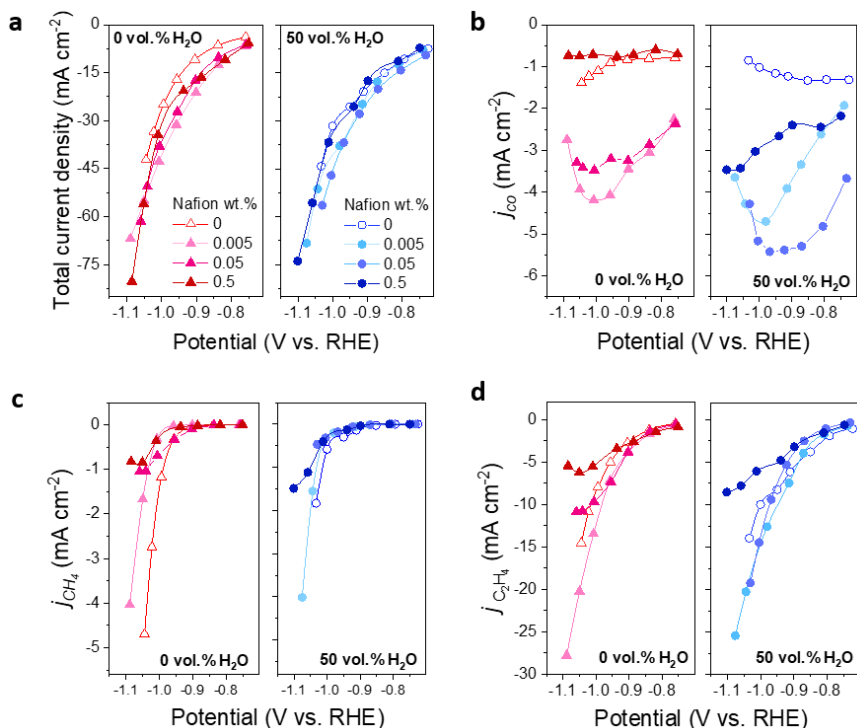 a
0 vol.% H₂O
50 vol.% H₂O
Total current density (mA cm⁻²)
0
-15
-30
-45
-60
-75
Nafion wt.%
0
0.005
0.05
0.5
Nafion wt.%
0
0.005
0.05
0.5
-1.1 -1.0 -0.9 -0.8
-1.1 -1.0 -0.9 -0.8
Potential (V vs. RHE)
b
j_CO (mA cm⁻²)
0
-1
-2
-3
-4
-5
-6
0 vol.% H₂O
50 vol.% H₂O
-1.1 -1.0 -0.9 -0.8
-1.1 -1.0 -0.9 -0.8
Potential (V vs. RHE)
c
j_CH₄ (mA cm⁻²)
0
-1
-2
-3
-4
-5
0 vol.% H₂O
50 vol.% H₂O
-1.1 -1.0 -0.9 -0.8
-1.1 -1.0 -0.9 -0.8
Potential (V vs. RHE)
d
j_C₂H₄ (mA cm⁻²)
0
-5
-10
-15
-20
-25
-30
0 vol.% H₂O
50 vol.% H₂O
-1.1 -1.0 -0.9 -0.8
-1.1 -1.0 -0.9 -0.8
Potential (V vs. RHE)